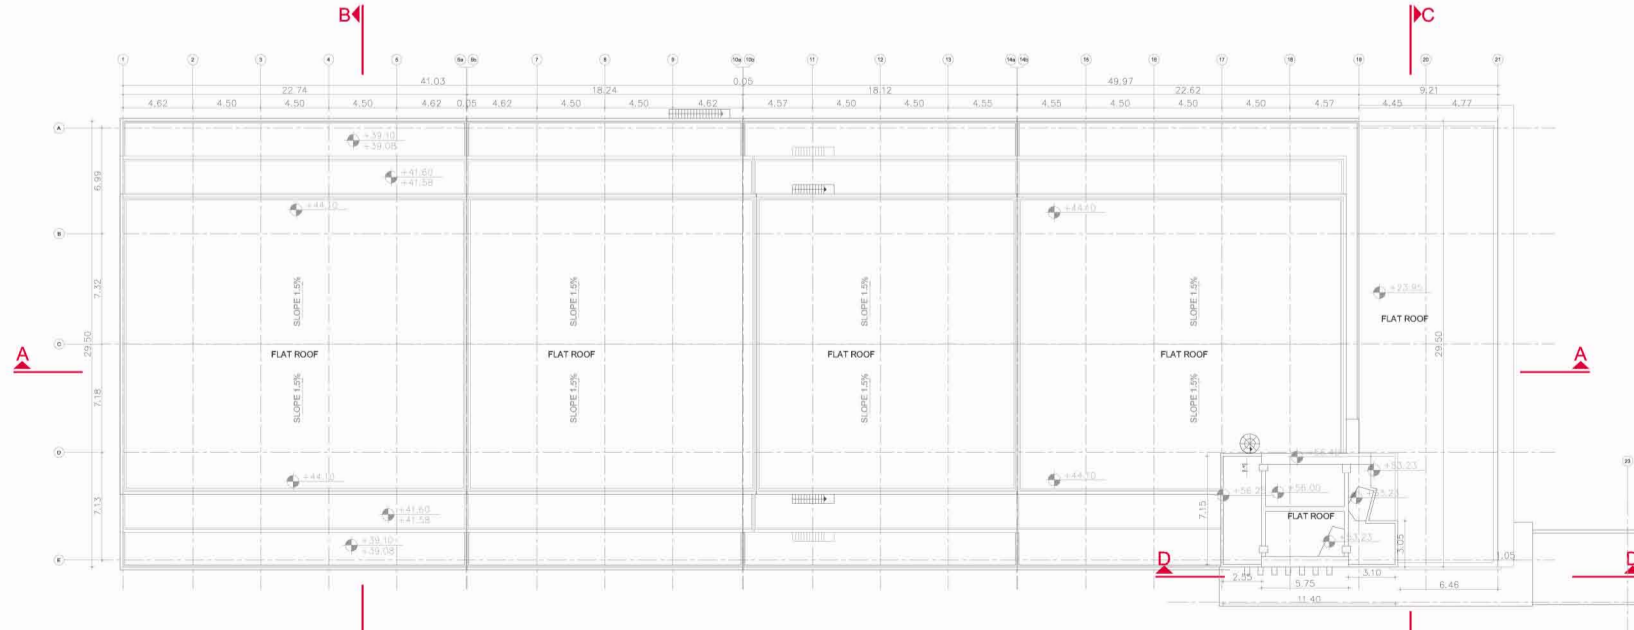 B
C
1 2 3 4 5 6 7 8 9 11 12 13 15 16 17 18 19 20 21
41.03 0.05 49.97
22.74 18.24 18.12 22.62 9.21
4.62 4.50 4.50 4.50 4.62 0.05 4.62 4.50 4.50 4.62 4.57 4.50 4.50 4.55 4.55 4.50 4.50 4.50 4.57 4.45 4.77
A
+39.10
+39.08
+41.60
+41.58
6.99
+44.10
+44.10
B
7.32
SLOPE 1.5% SLOPE 1.5% SLOPE 1.5% SLOPE 1.5%
+23.95
FLAT ROOF
C
29.50
29.50
A
A
FLAT ROOF FLAT ROOF FLAT ROOF FLAT ROOF
7.18
SLOPE 1.5% SLOPE 1.5% SLOPE 1.5% SLOPE 1.5%
D
23
+44.10
+44.10
+53.23
+56.00
7.13
7.15
+41.60
+41.58
FLAT ROOF
+53.23
+39.10
+39.08
3.05
E
1.05
D
D
2.55 5.75 3.10 6.46
11.40